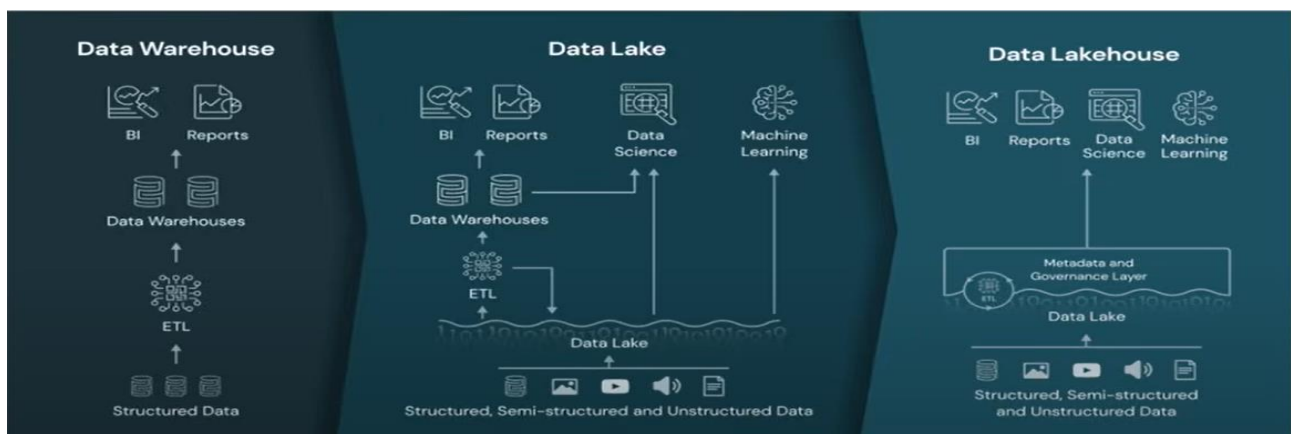 Data Warehouse
BI
Reports
Data Warehouses
ETL
Structured Data
Data Lake
BI
Reports
Data
Science
Machine
Learning
Data Warehouses
ETL
Data Lake
Structured, Semi-structured and Unstructured Data
Data Lakehouse
BI
Reports
Data
Science
Machine
Learning
Metadata and
Governance Layer
ETL
Data Lake
Structured, Semi-structured
and Unstructured Data